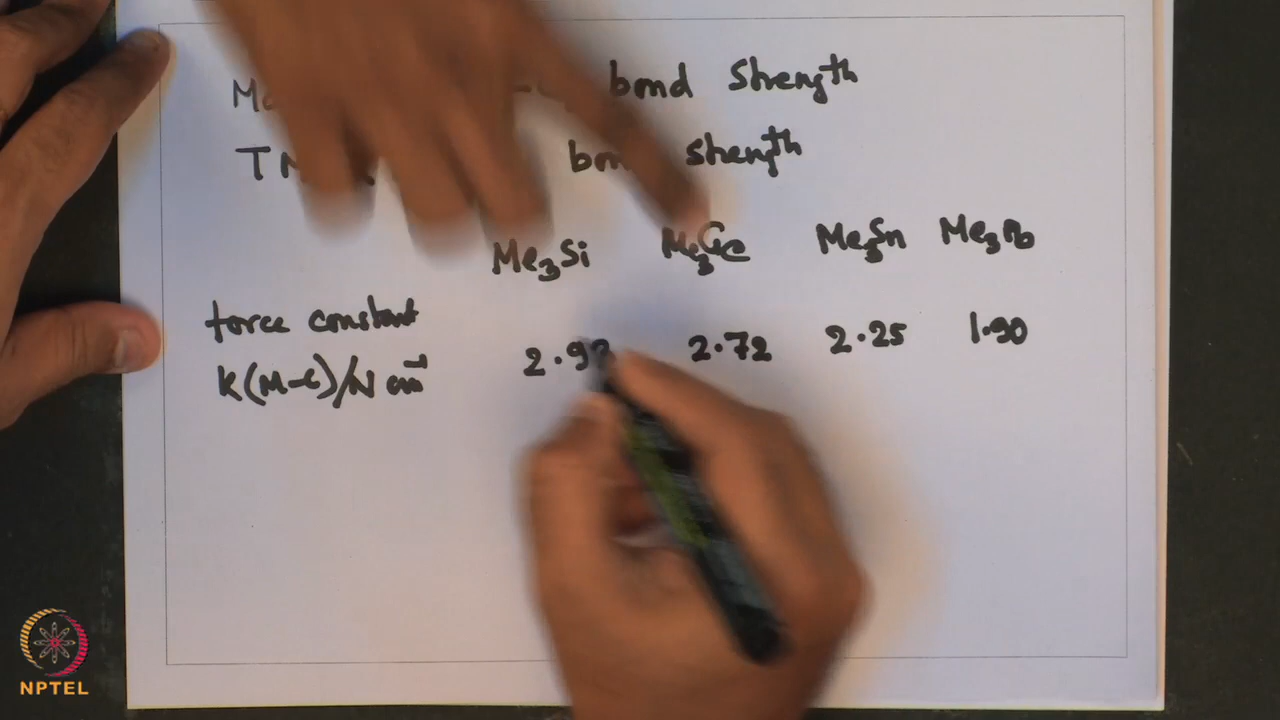 bond Strength
strength
Me3Si Me3Ge Me3Sn Me3Pb
force constant
K(M-C)/N cm-1 2.72 2.25 1.90
NPTEL